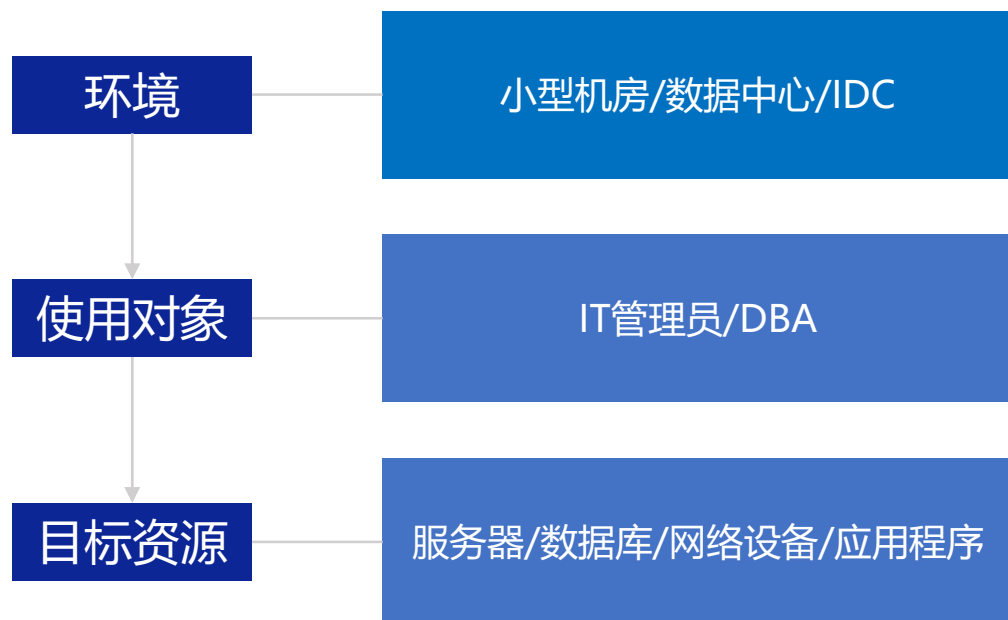 环境
小型机房/数据中心/IDC
使用对象
IT管理员/DBA
目标资源
服务器/数据库/网络设备/应用程序